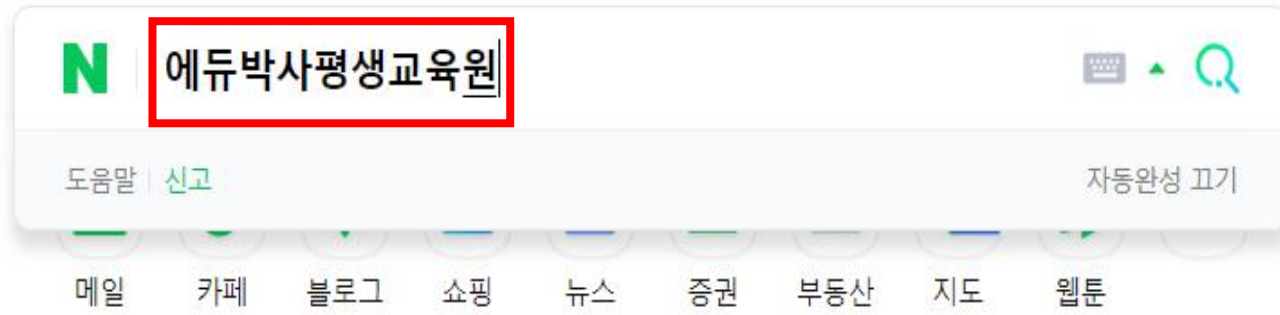 N 에듀박사평생교육원
도움말 신고 자동완성 끄기
메일 카페 블로그 쇼핑 뉴스 증권 부동산 지도 웹툰